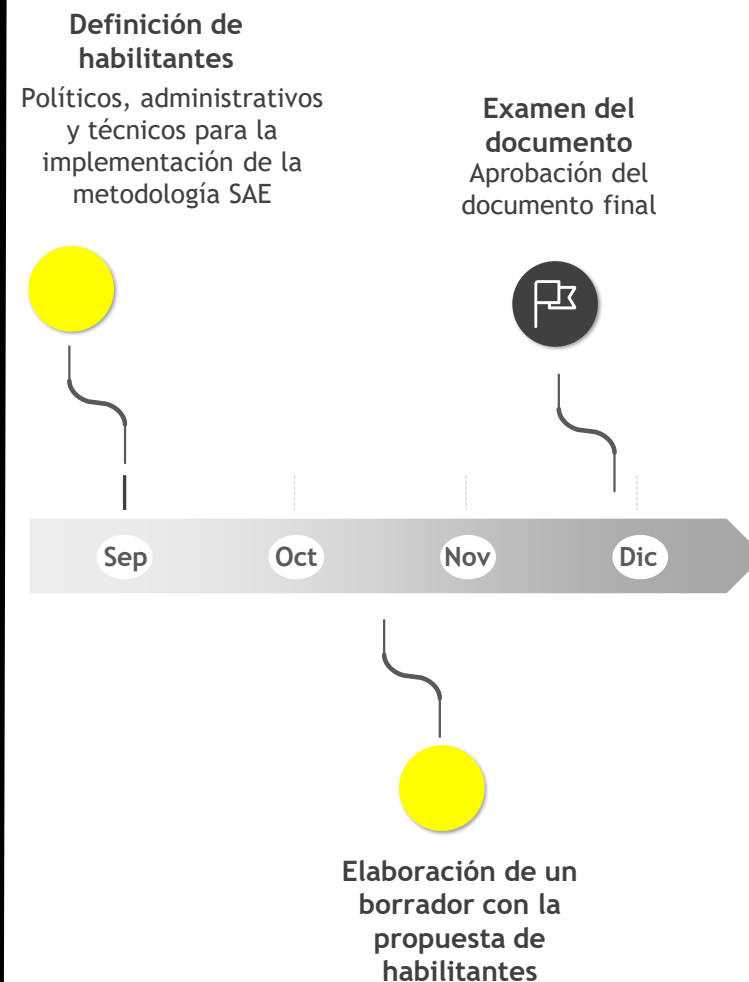 Definición de
habilitantes
Políticos, administrativos
y técnicos para la
implementación de la
metodología SAE
Examen del
documento
Aprobación del
documento final
Sep
Oct
Nov
Dic
Elaboración de un
borrador con la
propuesta de
habilitantes